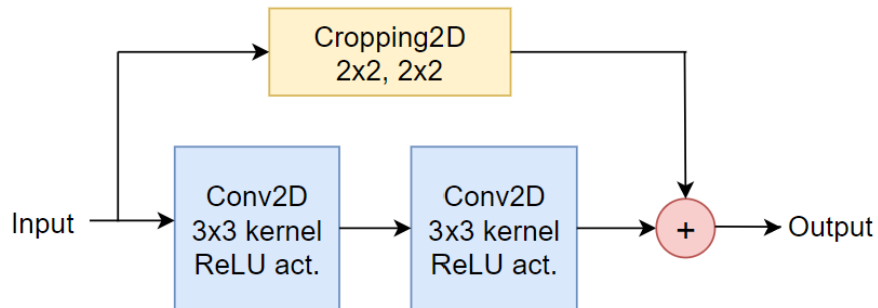 Cropping2D
2x2, 2x2
Input
Conv2D
3x3 kernel
ReLU act.
Conv2D
3x3 kernel
ReLU act.
+
Output